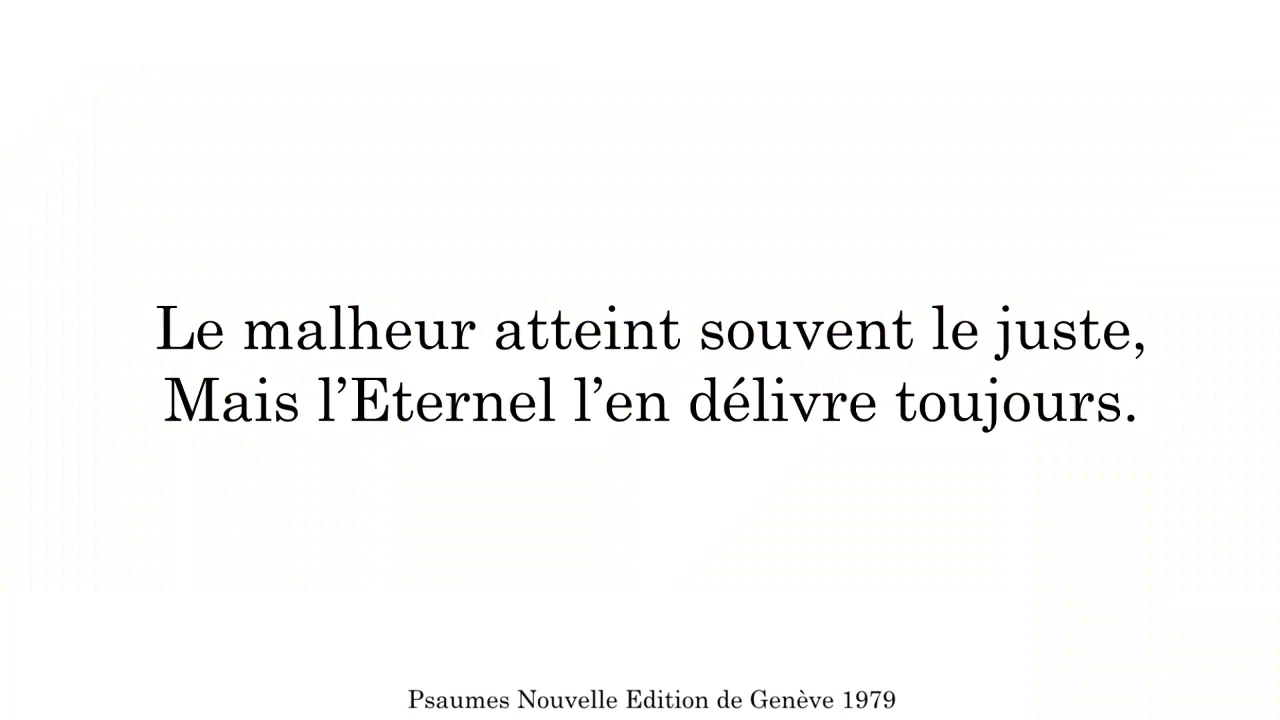 Le malheur atteint souvent le juste,
Mais l’Eternel l’en délivre toujours.
Psaumes Nouvelle Edition de Genève 1979